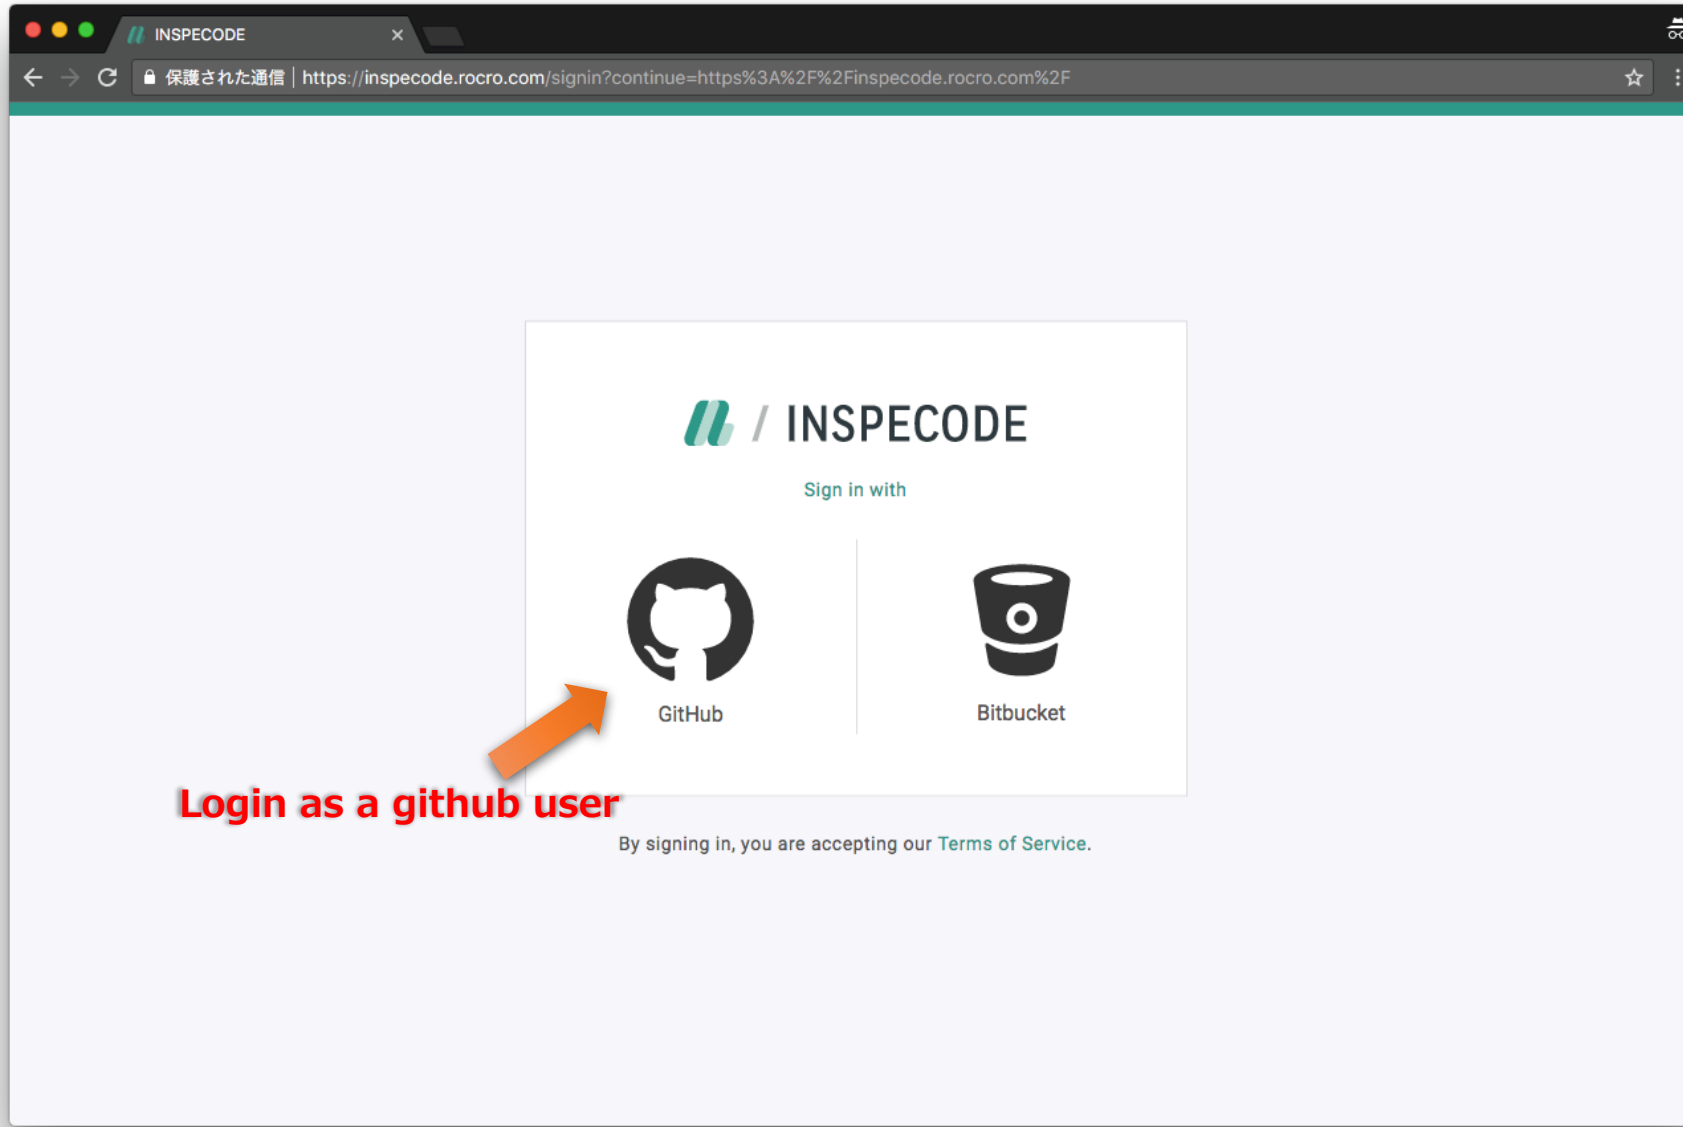 INSPECODE
保護された通信 | https://inspecode.rocro.com/signin?continue=https%3A%2F%2Finspecode.rocro.com%2F
/ INSPECODE
Sign in with
GitHub
Bitbucket
Login as a github user
By signing in, you are accepting our Terms of Service.